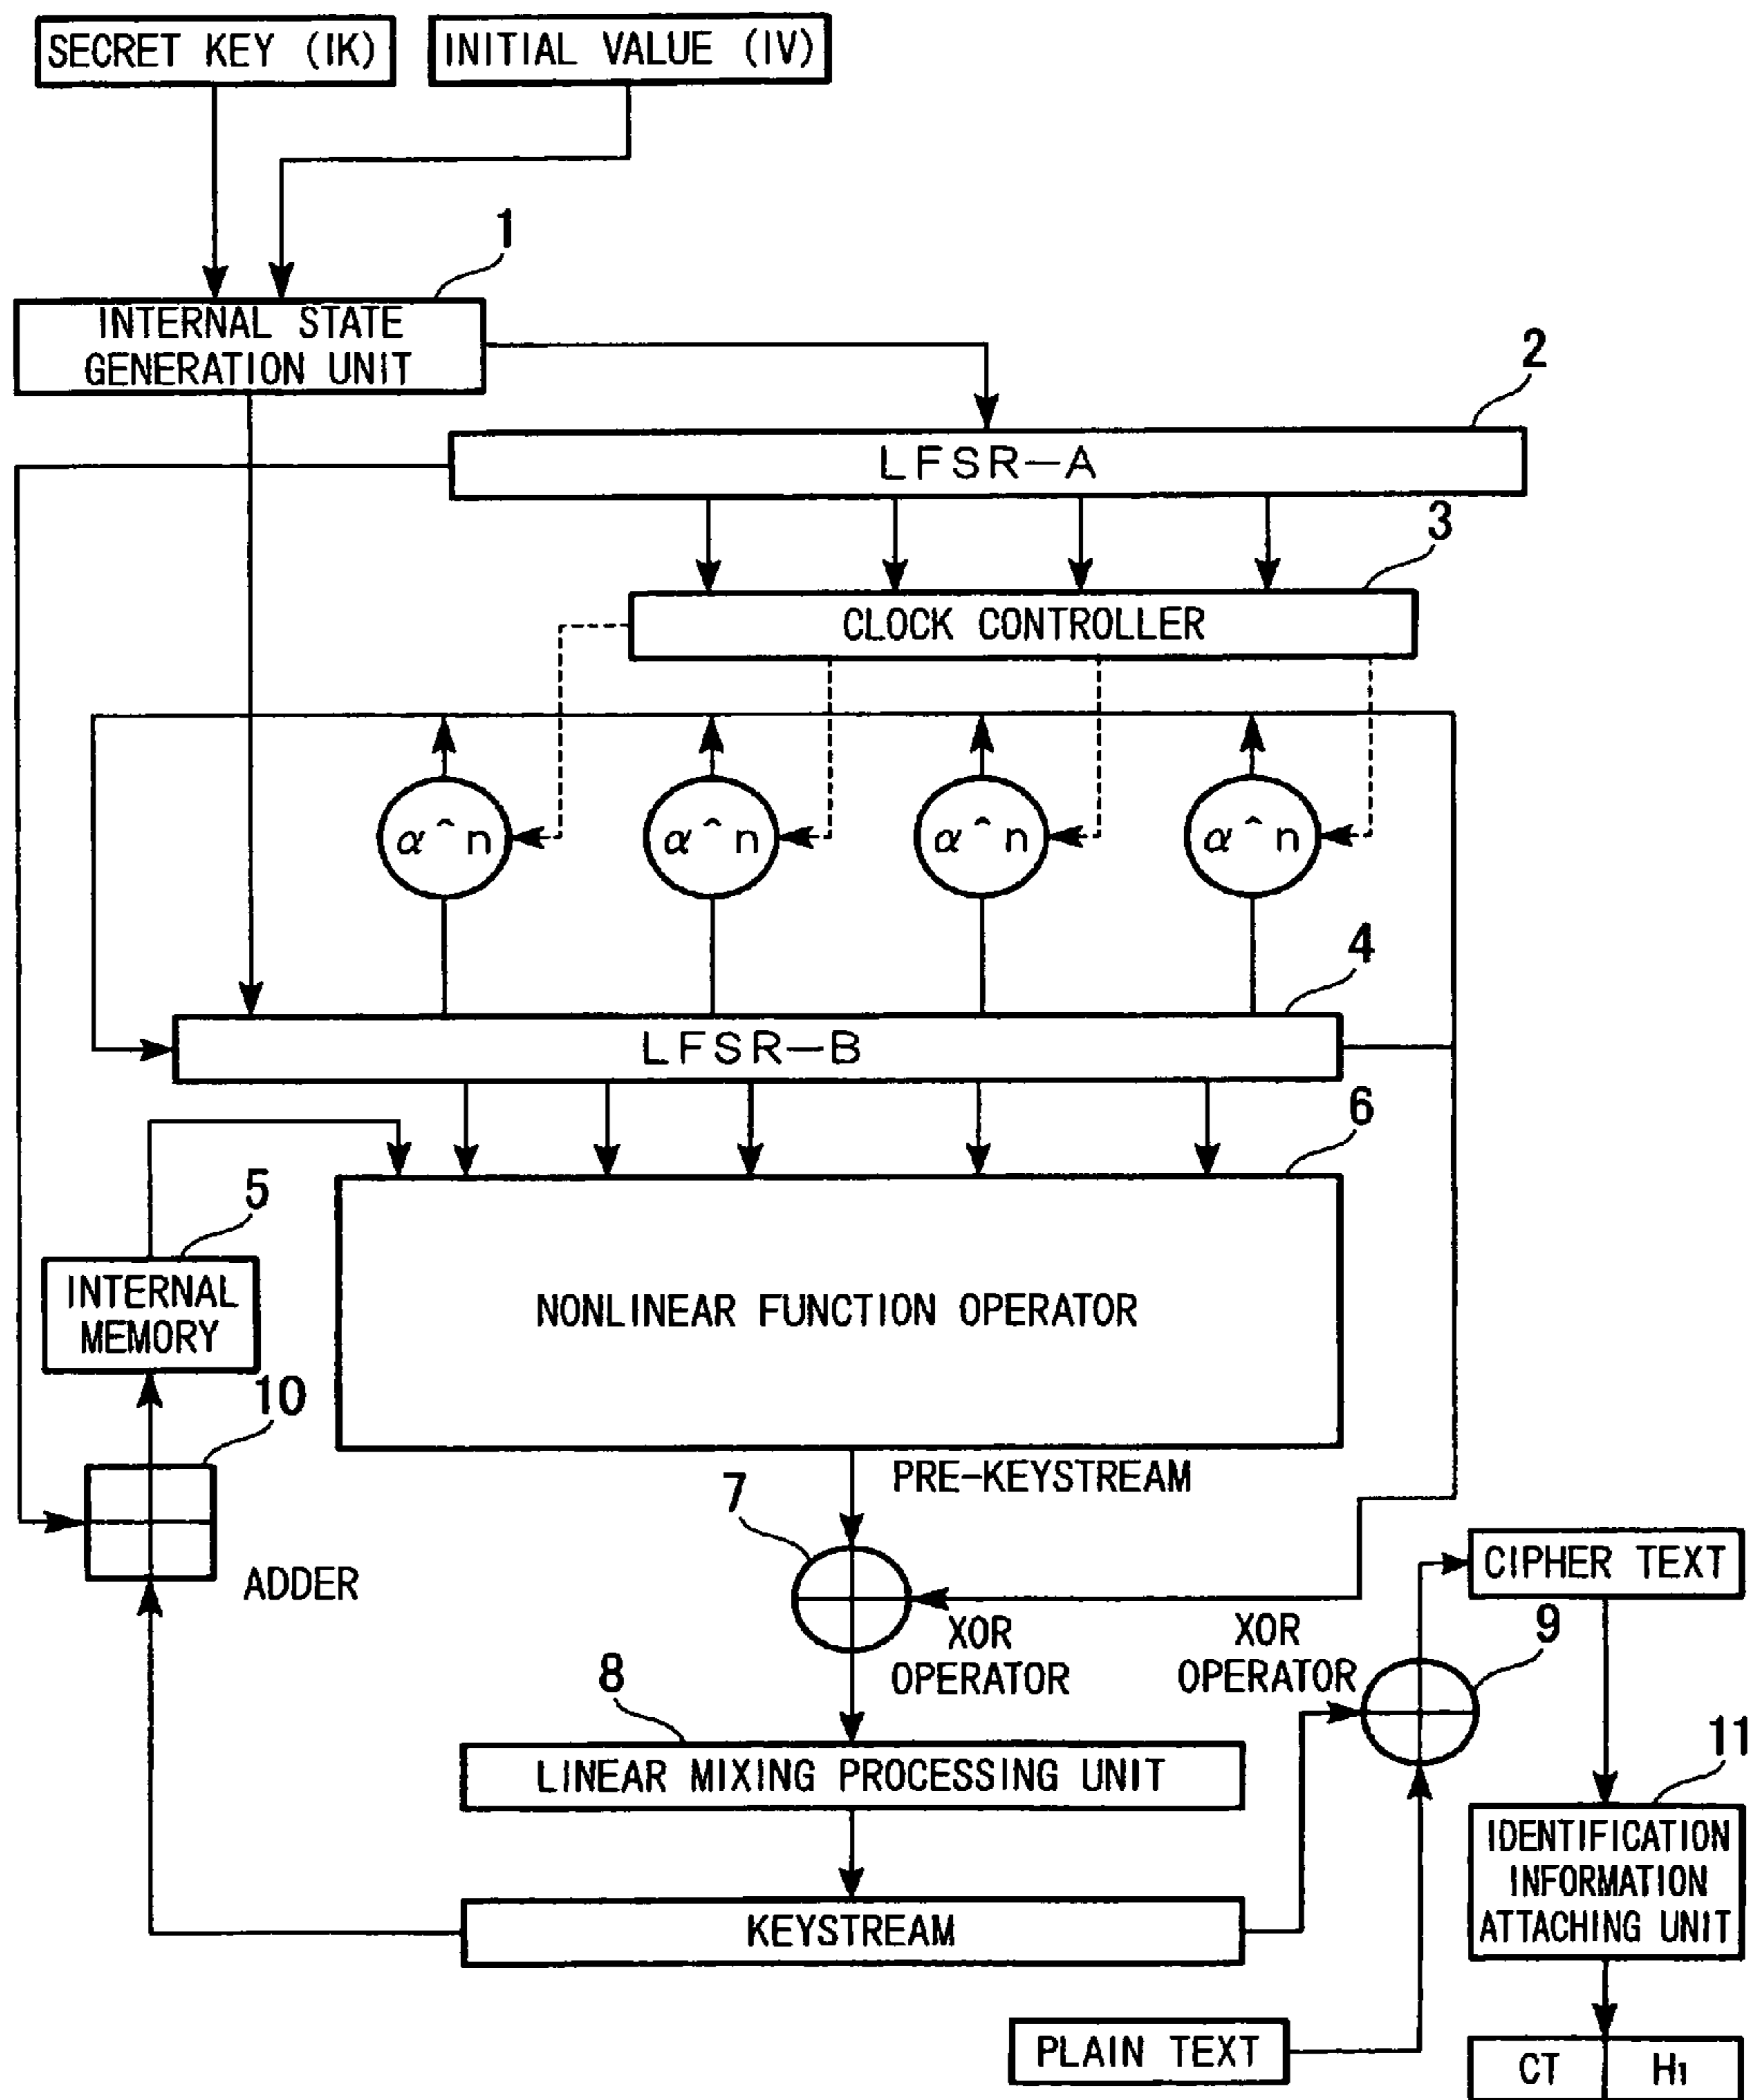 SECRET KEY (IK)
INITIAL VALUE (IV)
1
INTERNAL STATE
GENERATION UNIT
2
LFSR-A
3
CLOCK CONTROLLER
α^n
α^n
α^n
α^n
4
LFSR-B
6
5
INTERNAL
MEMORY
NONLINEAR FUNCTION OPERATOR
10
PRE-KEYSTREAM
7
ADDER
CIPHER TEXT
XOR
OPERATOR
XOR
OPERATOR
9
8
LINEAR MIXING PROCESSING UNIT
11
IDENTIFICATION
INFORMATION
ATTACHING UNIT
KEYSTREAM
PLAIN TEXT
CT
H1